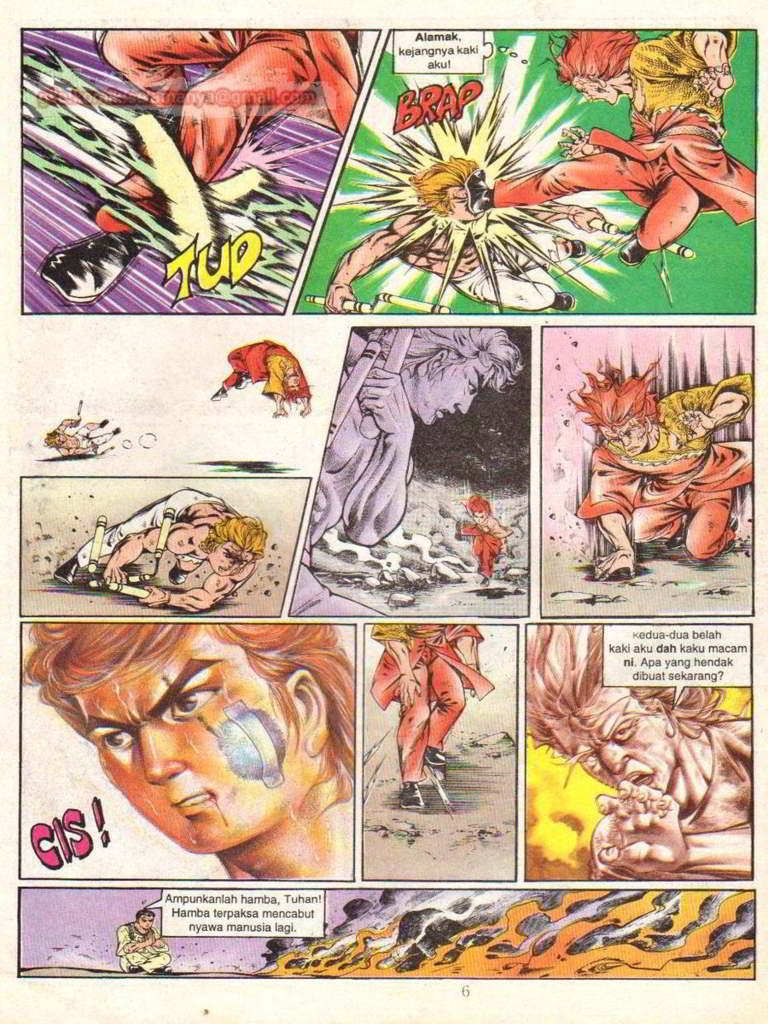 Alamak,
kejangnya kaki
aku!
BRAP
TUD
CIS!
Kedua-dua belah
kaki aku dah kaku macam
ni. Apa yang hendak
dibuat sekarang?
Ampunkanlah hamba, Tuhan!
Hamba terpaksa mencabut
nyawa manusia lagi.
6